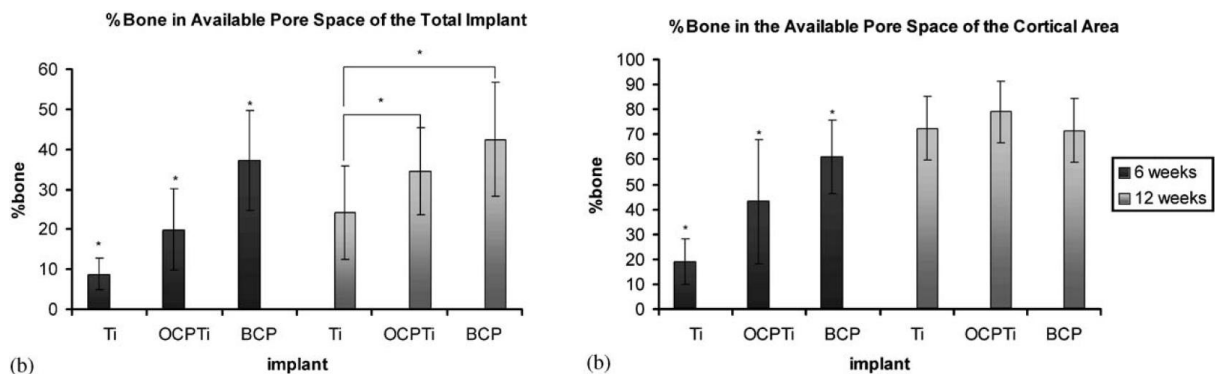 %Bone in Available Pore Space of the Total Implant
*
60
50
40
30
20
10
0
%bone
*
*
*
*
Ti
OCPTi
BCP
Ti
OCPTi
BCP
implant
(b)
%Bone in the Available Pore Space of the Cortical Area
100
90
80
70
60
50
40
30
20
10
0
%bone
*
*
*
Ti
OCPTi
BCP
Ti
OCPTi
BCP
implant
(b)
6 weeks
12 weeks